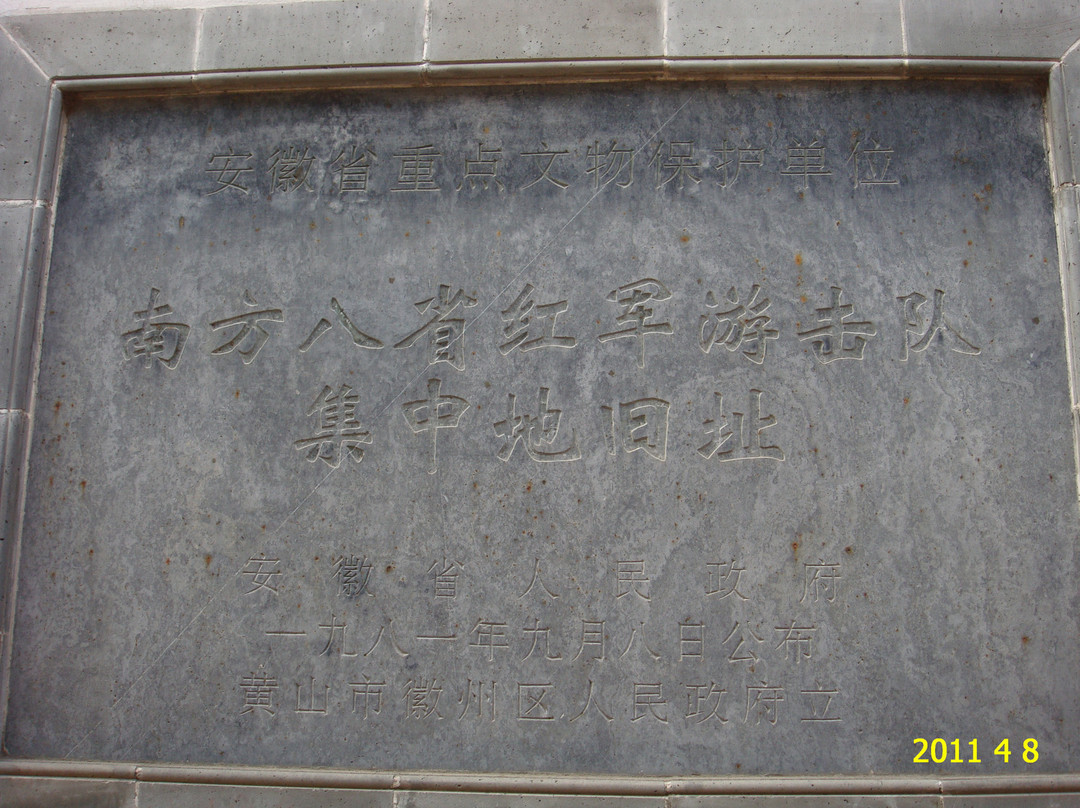 安徽省重点文物保护单位
南方八省红军游击队
集中地旧址
安徽省人民政府
一九八一年九月八日公布
黄山市徽州区人民政府立
2011 4 8